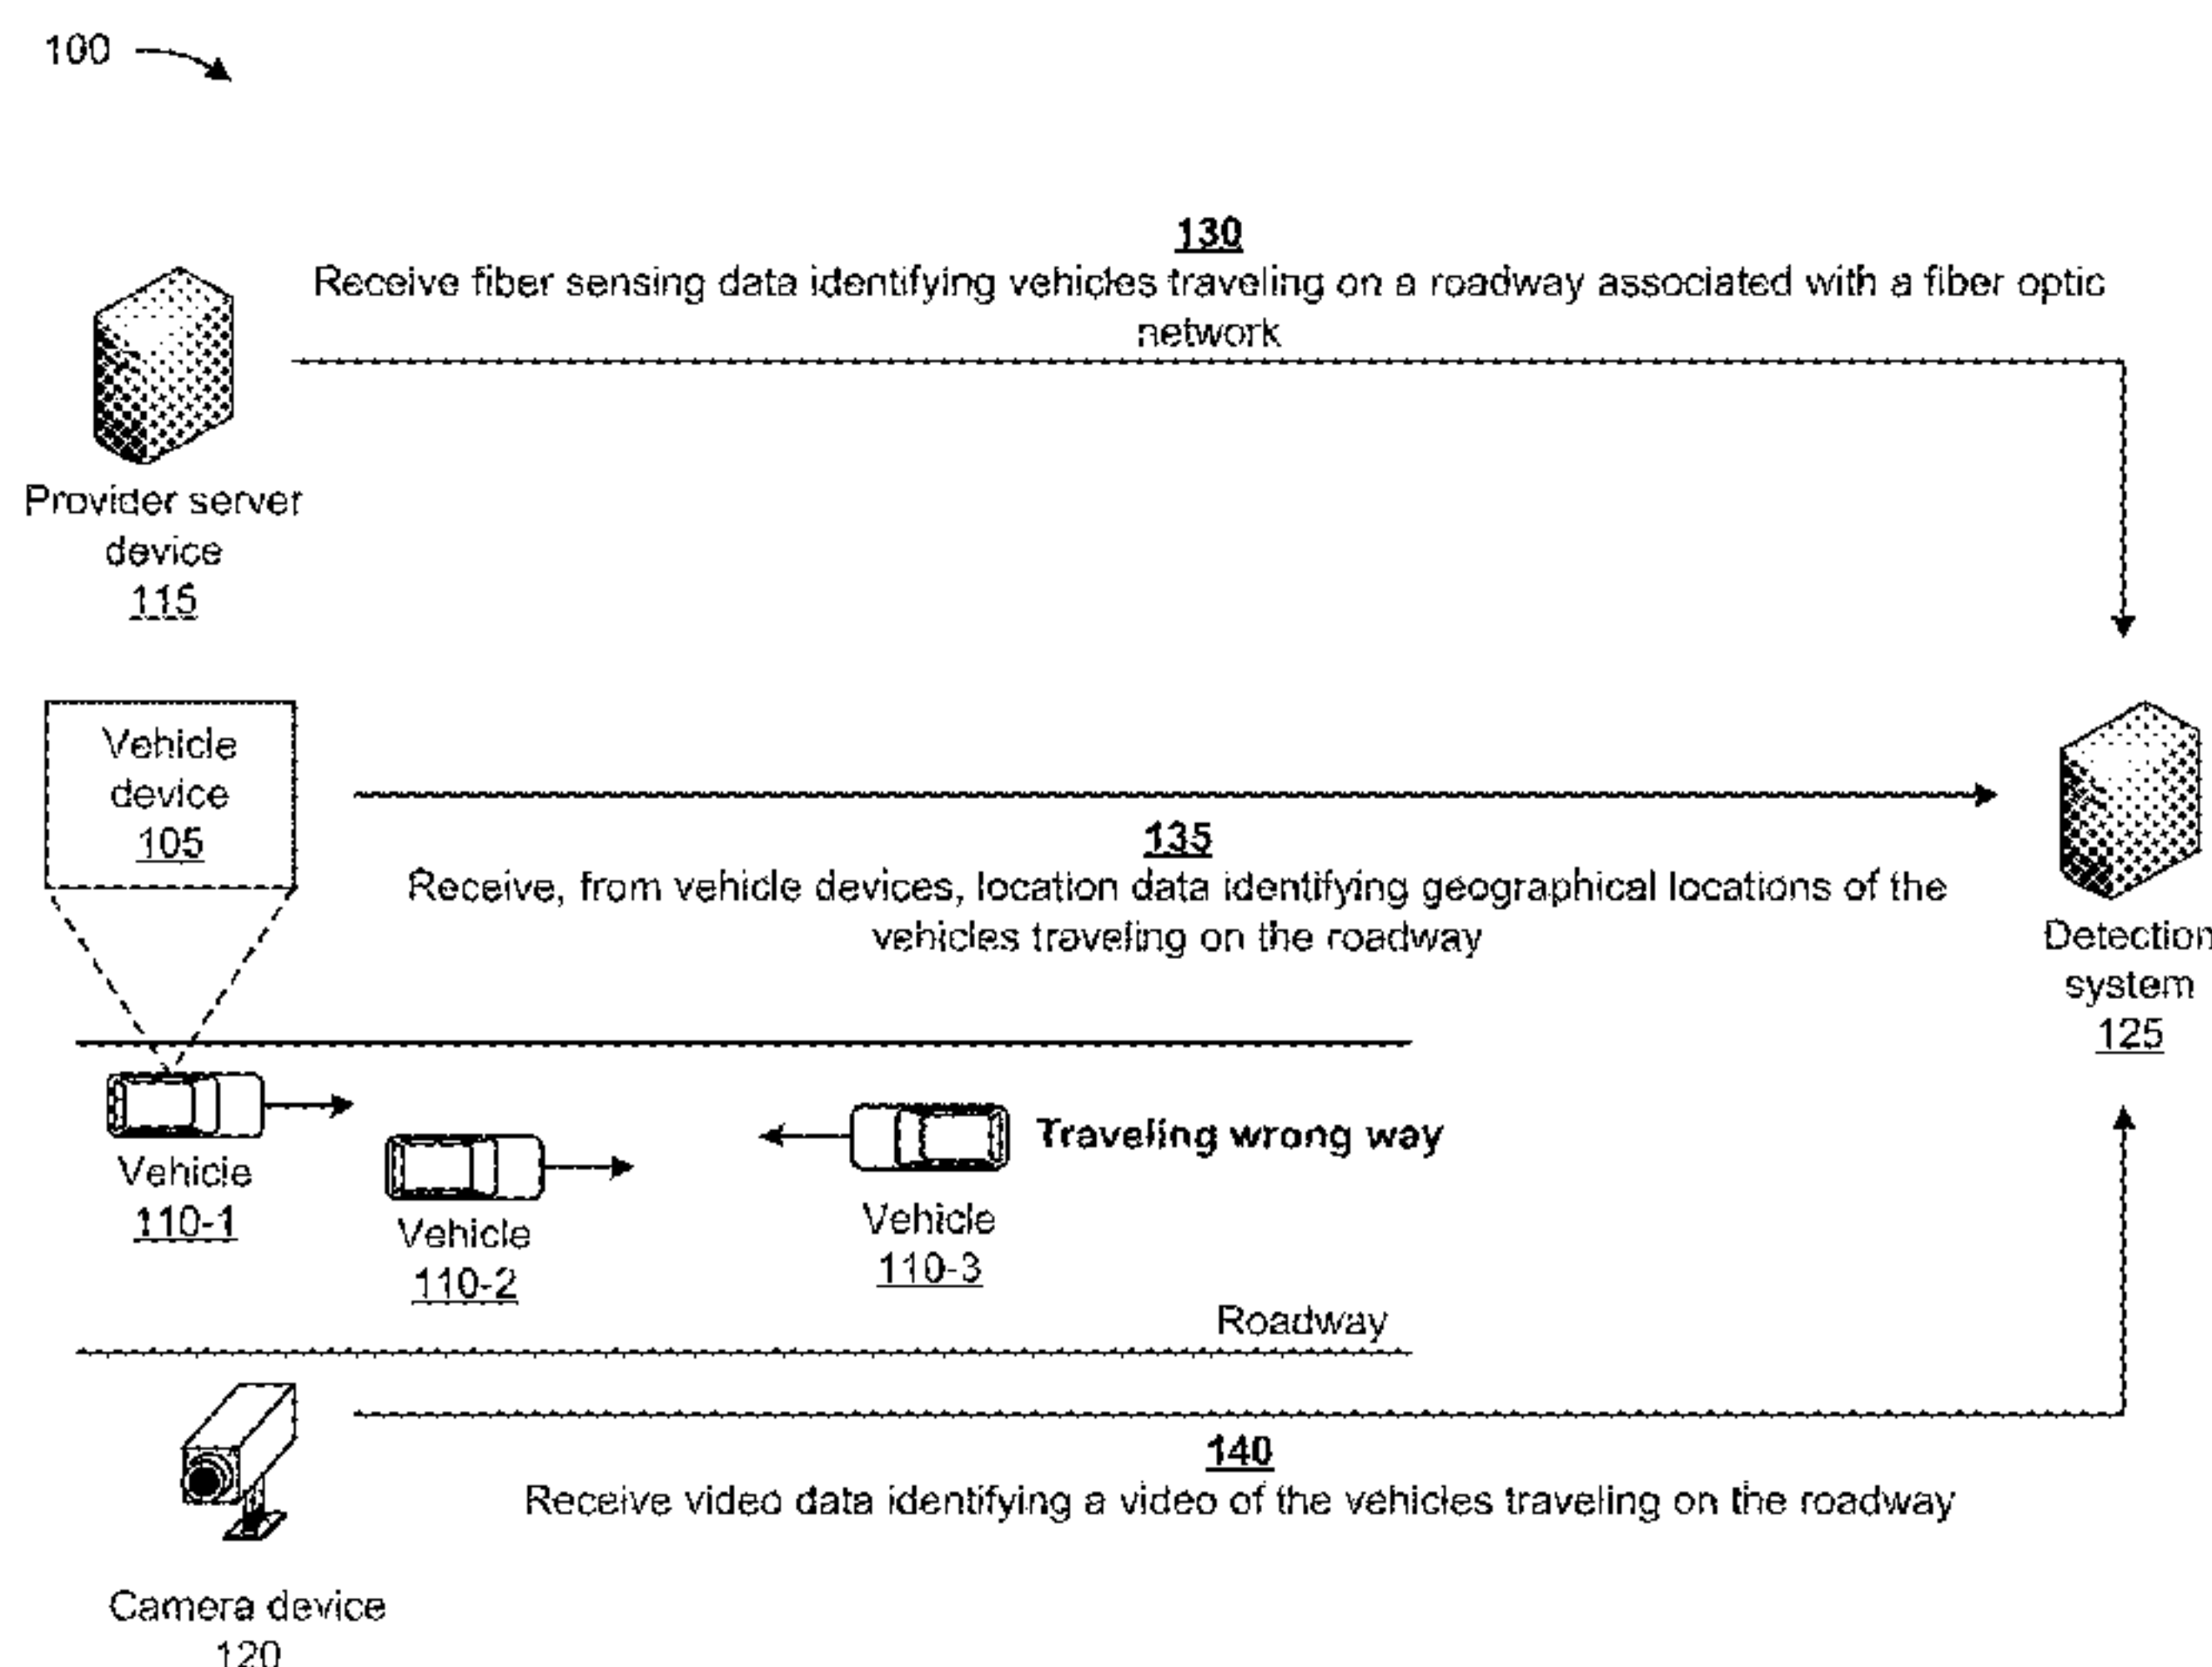 100
130
Receive fiber sensing data identifying vehicles traveling on a roadway associated with a fiber optic
network
Provider server
device
115
Vehicle
device
105
135
Receive, from vehicle devices, location data identifying geographical locations of the
vehicles traveling on the roadway
Detection
system
125
Traveling wrong way
Vehicle
110-1
Vehicle
110-2
Vehicle
110-3
Roadway
140
Receive video data identifying a video of the vehicles traveling on the roadway
Camera device
120